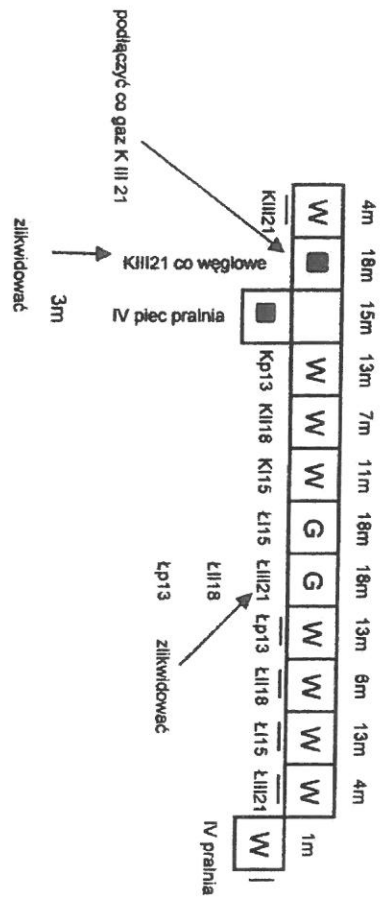 4m 18m 15m 13m 7m 11m 18m 18m 13m 6m 13m 4m
W W W W G G W W W W
1m
W
KIII21
Kp13 KII18 KI15 ŁI15 ŁIII21 Łp13 ŁII18 ŁI15 ŁIII21
KIII21 co węglowe
IV piec pralnia
IV pralnia
podłączyć co gaz K III 21
zlikwidować
3m
ŁII18
Łp13
zlikwidować